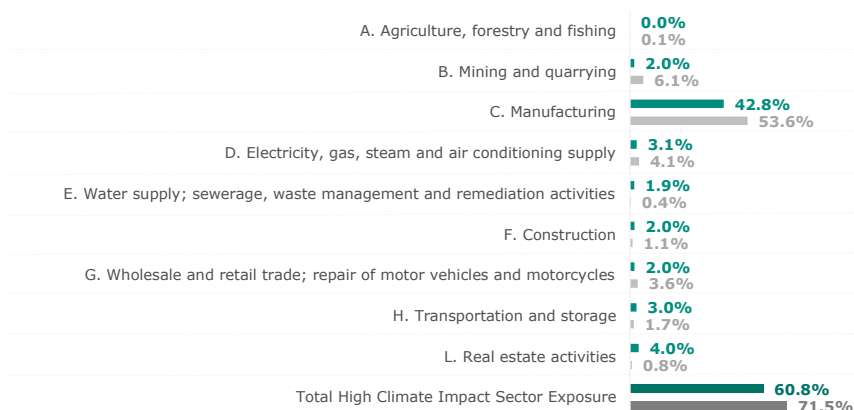 A. Agriculture, forestry and fishing
0.0%
0.1%
B. Mining and quarrying
2.0%
6.1%
C. Manufacturing
42.8%
53.6%
D. Electricity, gas, steam and air conditioning supply
3.1%
4.1%
E. Water supply; sewerage, waste management and remediation activities
1.9%
0.4%
F. Construction
2.0%
1.1%
G. Wholesale and retail trade; repair of motor vehicles and motorcycles
2.0%
3.6%
H. Transportation and storage
3.0%
1.7%
L. Real estate activities
4.0%
0.8%
Total High Climate Impact Sector Exposure
60.8%
71.5%